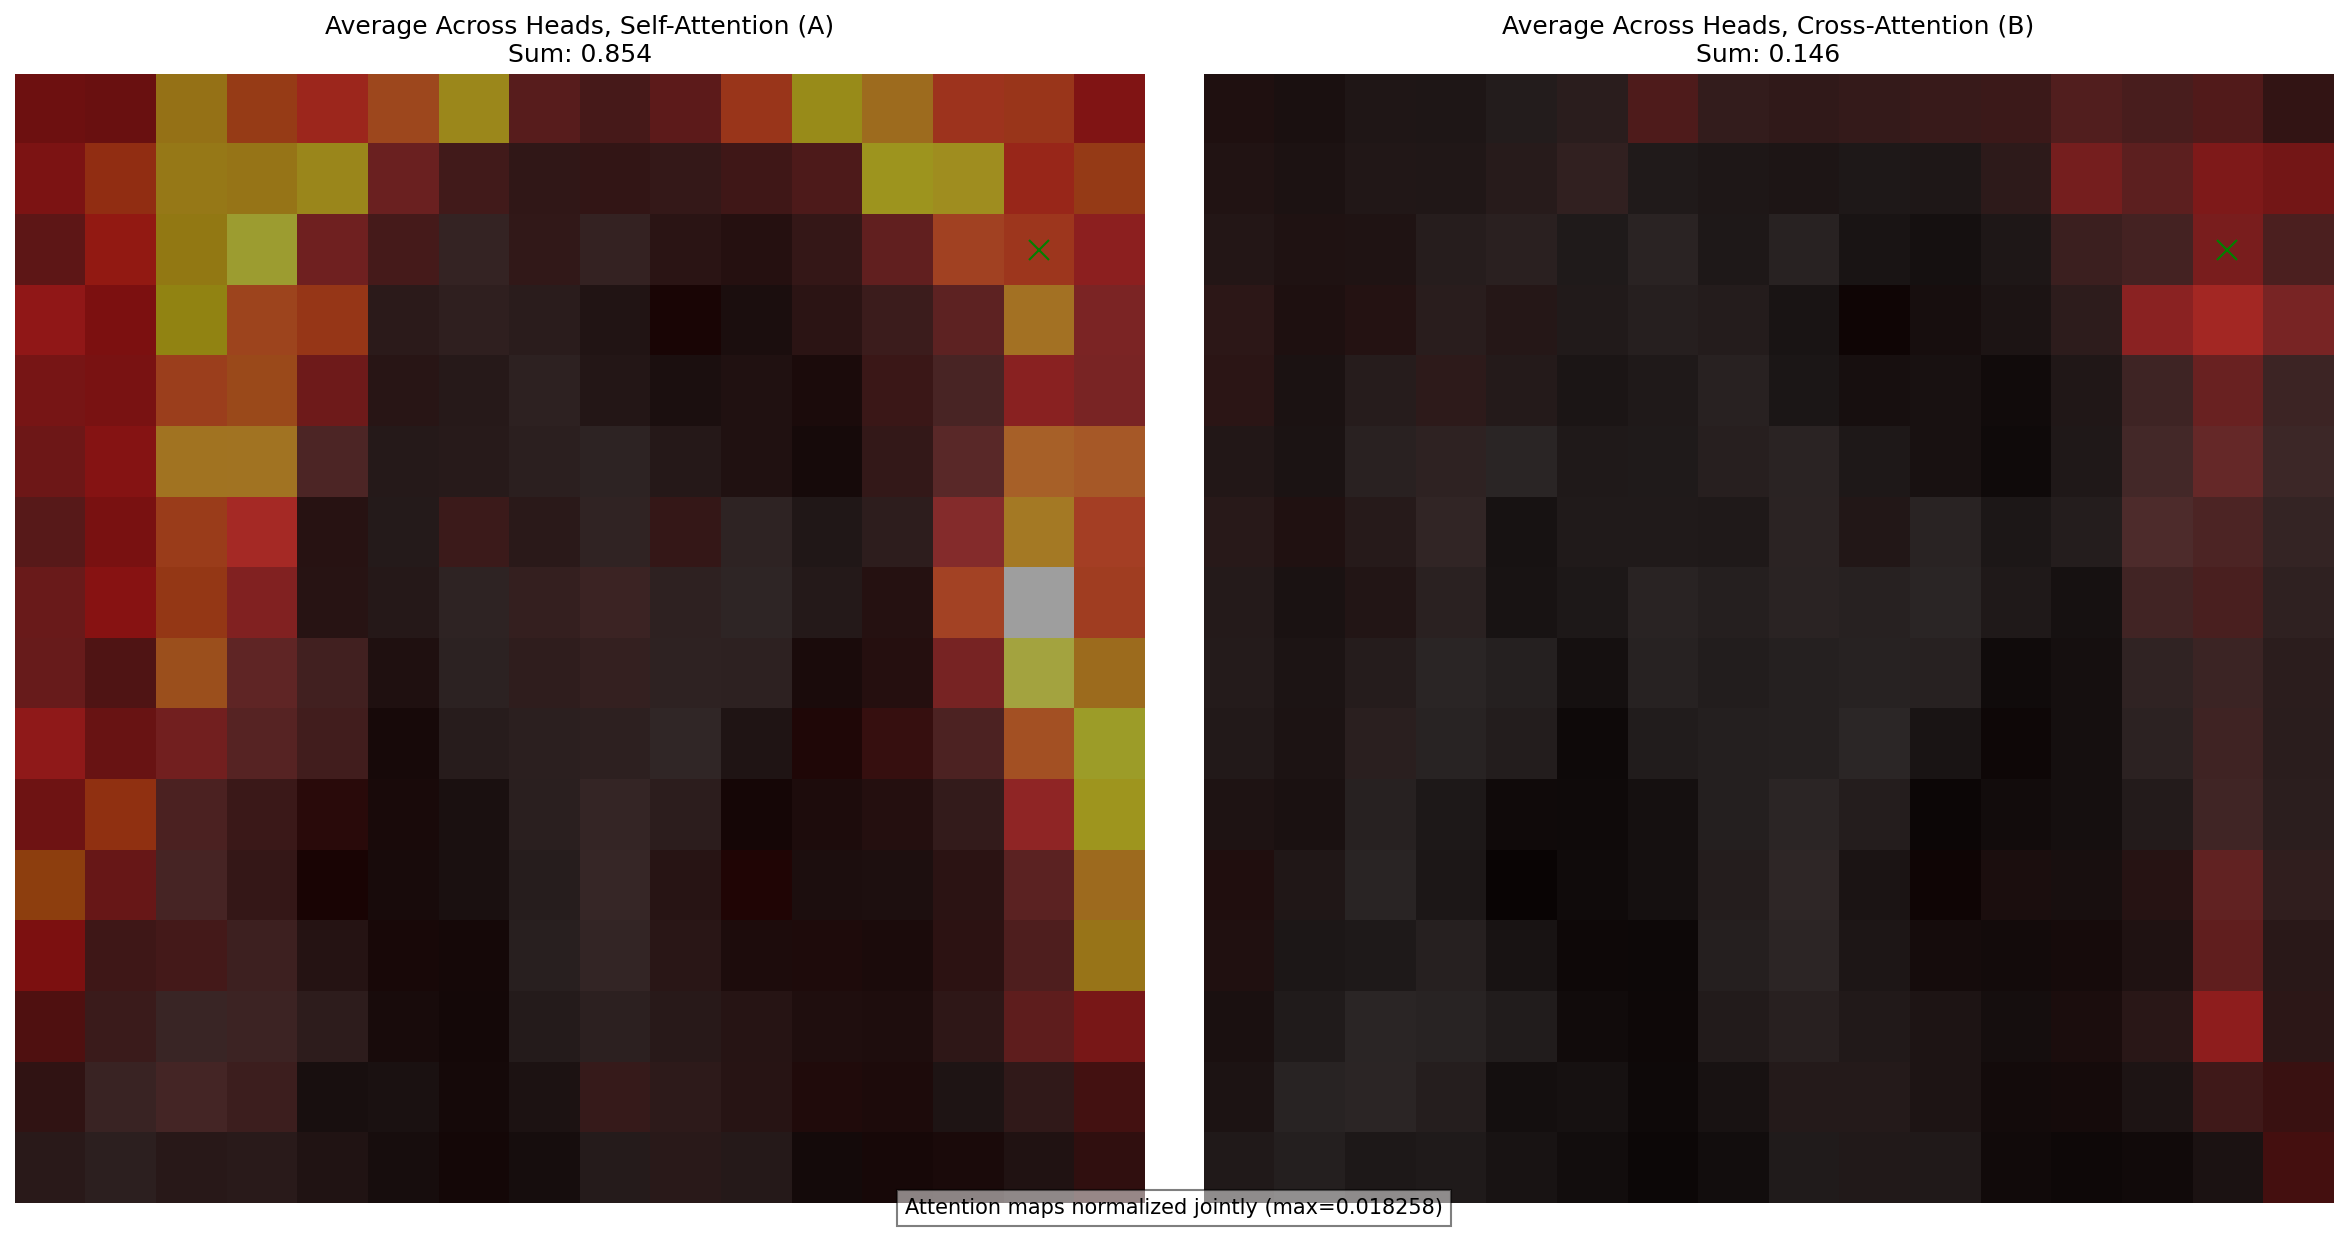 Average Across Heads, Self-Attention (A)
Sum: 0.854
Average Across Heads, Cross-Attention (B)
Sum: 0.146
Attention maps normalized jointly (max=0.018258)